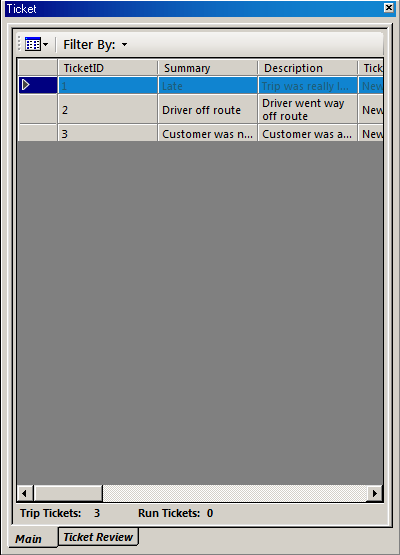 Ticket
Filter By:
TicketID Summary Description Tick
1 Late Trip was really l... New
2 Driver off route Driver went way off route New
3 Customer was n... Customer was a... New
Trip Tickets: 3 Run Tickets: 0
Main Ticket Review